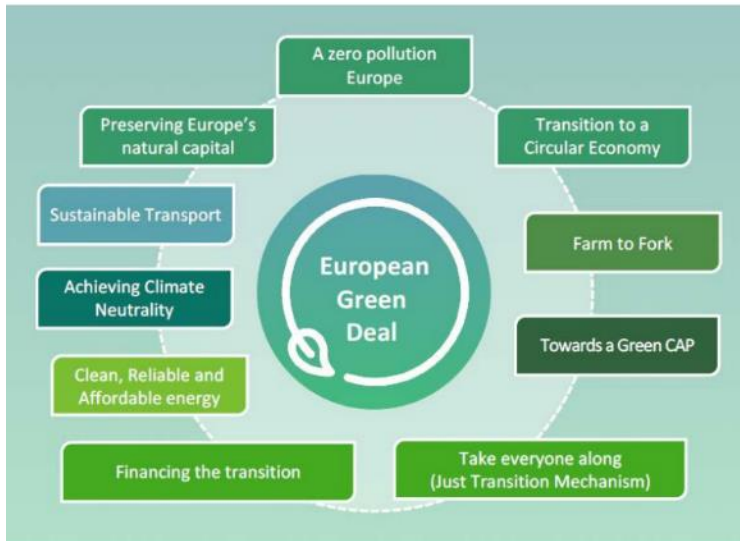 A zero pollution
Europe
Preserving Europe's
natural capital
Transition to a
Circular Economy
Sustainable Transport
Farm to Fork
European
Green
Deal
Achieving Climate
Neutrality
Towards a Green CAP
Clean, Reliable and
Affordable energy
Financing the transition
Take everyone along
(Just Transition Mechanism)